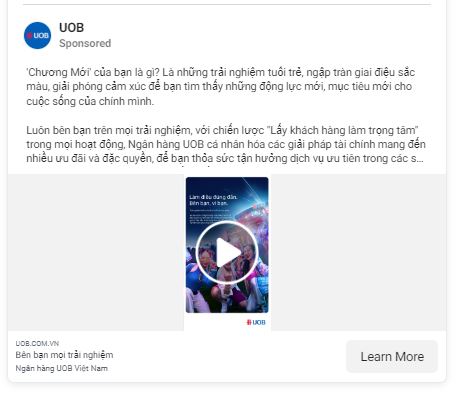 UOB
Sponsored
'Chương Mới' của bạn là gì? Là những trải nghiệm tuổi trẻ, ngập tràn giai điệu sắc
màu, giải phóng cảm xúc để bạn tìm thấy những động lực mới, mục tiêu mới cho
cuộc sống của chính mình.
Luôn bên bạn trên mọi trải nghiệm, với chiến lược "Lấy khách hàng làm trọng tâm"
trong mọi hoạt động, Ngân hàng UOB cá nhân hóa các giải pháp tài chính mang đến
nhiều ưu đãi và đặc quyền, để bạn thỏa sức tận hưởng dịch vụ ưu tiên trong các s...
Làm điều đúng đắn.
Bên bạn, vì bạn.
UOB
UOB.COM.VN
Bên bạn mọi trải nghiệm
Ngân hàng UOB Việt Nam
Learn More